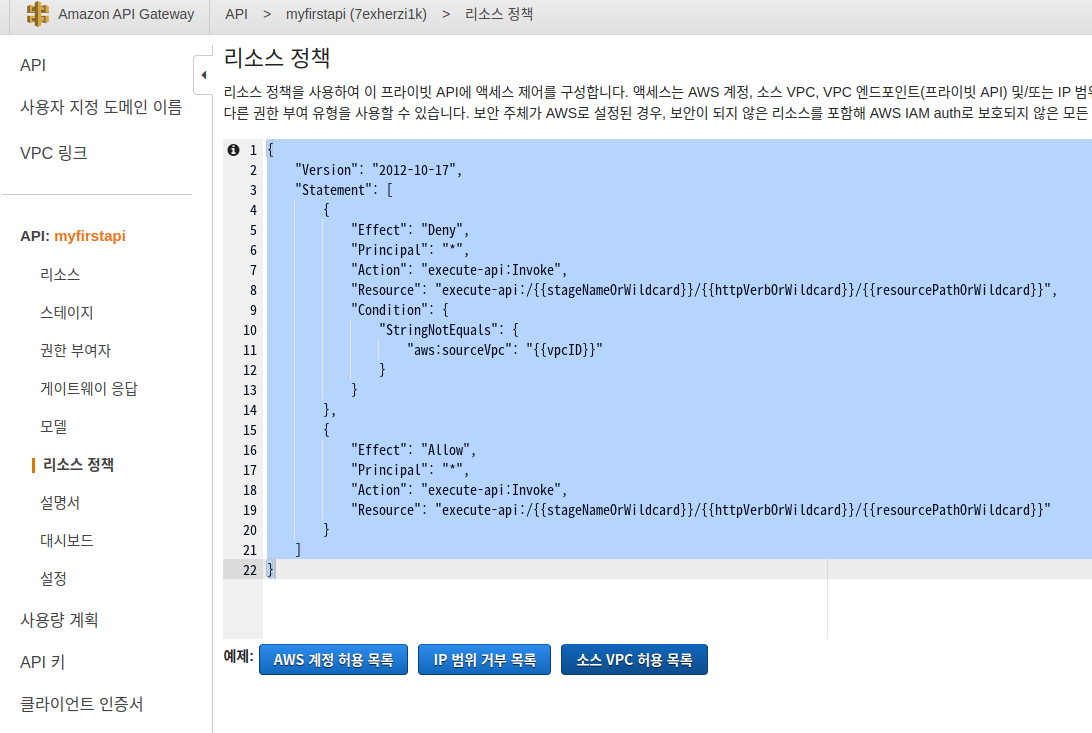 Amazon API Gateway
API > myfirstapi (7exherzi1k) > 리소스 정책
API
사용자 지정 도메인 이름
VPC 링크
API: myfirstapi
리소스
스테이지
권한 부여자
게이트웨이 응답
모델
리소스 정책
설명서
대시보드
설정
사용량 계획
API 키
클라이언트 인증서
리소스 정책
리소스 정책을 사용하여 이 프라이빗 API에 액세스 제어를 구성합니다. 액세스는 AWS 계정, 소스 VPC, VPC 엔드포인트(프라이빗 API) 및/또는 IP
다른 권한 부여 유형을 사용할 수 있습니다. 보안 주체가 AWS로 설정된 경우, 보안이 되지 않은 리소스를 포함해 AWS IAM auth로 보호되지 않은 모든
1 {
2 "Version": "2012-10-17",
3 "Statement": [
4 {
5 "Effect": "Deny",
6 "Principal": "*",
7 "Action": "execute-api:Invoke",
8 "Resource": "execute-api:/{{stageNameOrWildcard}}/{{httpVerbOrWildcard}}/{{resourcePathOrWildcard}}",
9 "Condition": {
10 "StringNotEquals": {
11 "aws:sourceVpc": "{{vpcID}}"
12 }
13 }
14 },
15 {
16 "Effect": "Allow",
17 "Principal": "*",
18 "Action": "execute-api:Invoke",
19 "Resource": "execute-api:/{{stageNameOrWildcard}}/{{httpVerbOrWildcard}}/{{resourcePathOrWildcard}}"
20 }
21 ]
22 }
예제: AWS 계정 허용 목록 IP 범위 거부 목록 소스 VPC 허용 목록